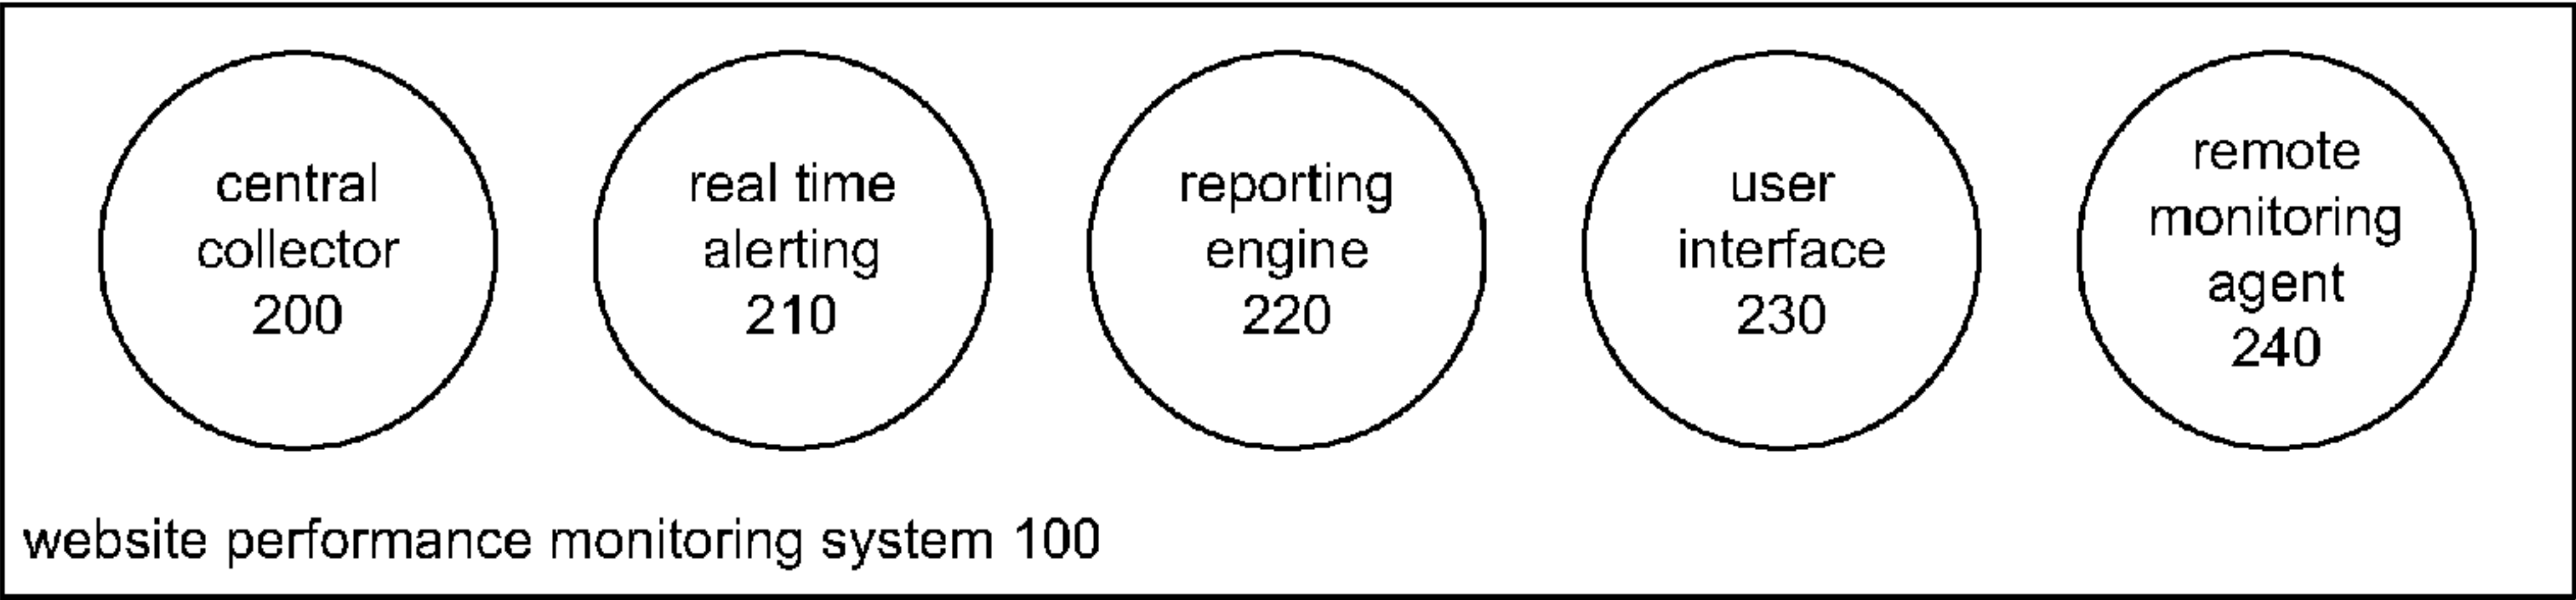 central
collector
200
real time
alerting
210
reporting
engine
220
user
interface
230
remote
monitoring
agent
240
website performance monitoring system 100